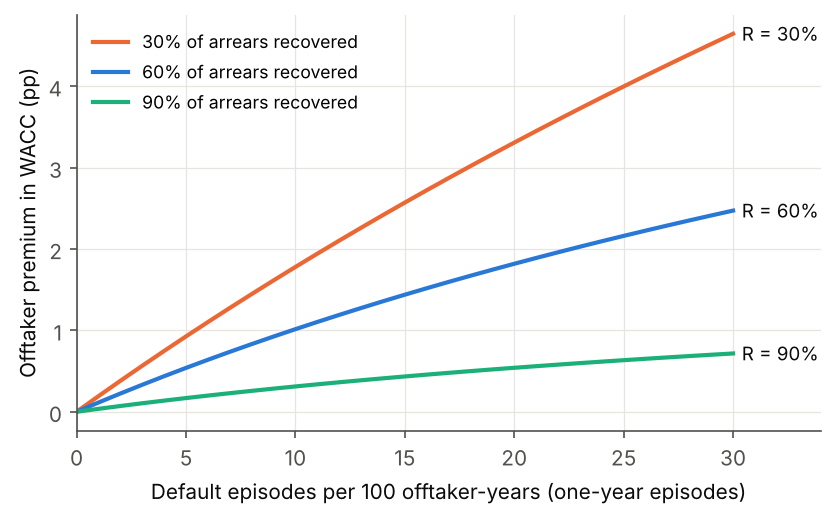 30% of arrears recovered
60% of arrears recovered
90% of arrears recovered
R = 30%
R = 60%
R = 90%
Offtaker premium in WACC (pp)
4
3
2
1
0
0 5 10 15 20 25 30
Default episodes per 100 offtaker-years (one-year episodes)